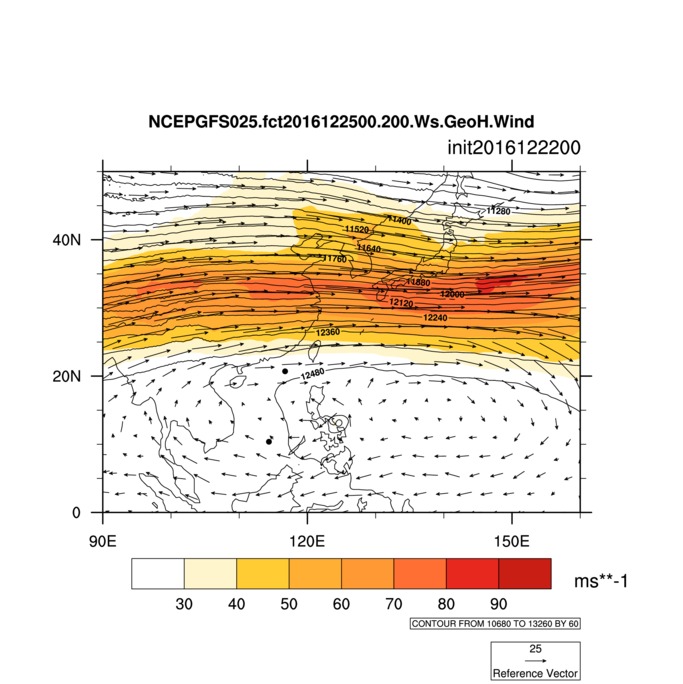 NCEPGFS025.fct2016122500.200.Ws.GeoH.Wind
init2016122200
11280
11400
11520
40N
11640
11760
11880
12000
12120
12240
12360
12480
20N
0
90E 120E 150E
ms**-1
30 40 50 60 70 80 90
CONTOUR FROM 10680 TO 13260 BY 60
25
Reference Vector